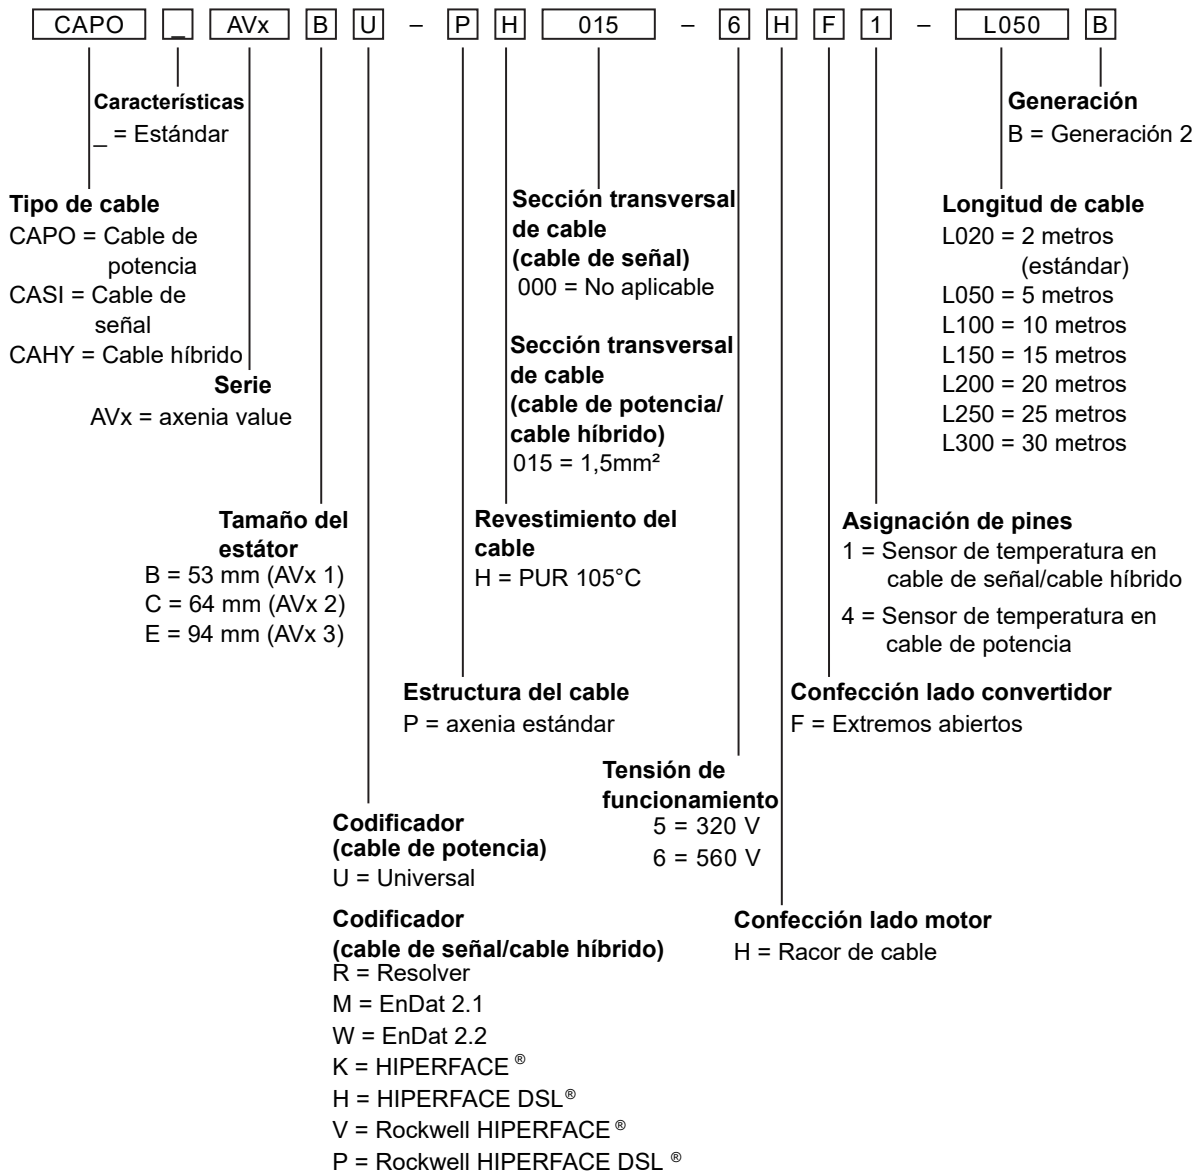 CAPO _ AVx B U – P H 015 – 6 H F 1 – L050 B
Características
_ = Estándar
Generación
B = Generación 2
Tipo de cable
CAPO = Cable de
potencia
CASI = Cable de
señal
CAHY = Cable híbrido
Serie
AVx = axenia value
Sección transversal
de cable
(cable de señal)
000 = No aplicable
Sección transversal
de cable
(cable de potencia/
cable híbrido)
015 = 1,5mm²
Longitud de cable
L020 = 2 metros
(estándar)
L050 = 5 metros
L100 = 10 metros
L150 = 15 metros
L200 = 20 metros
L250 = 25 metros
L300 = 30 metros
Tamaño del
estátor
B = 53 mm (AVx 1)
C = 64 mm (AVx 2)
E = 94 mm (AVx 3)
Revestimiento del
cable
H = PUR 105°C
Asignación de pines
1 = Sensor de temperatura en
cable de señal/cable híbrido
4 = Sensor de temperatura en
cable de potencia
Estructura del cable
P = axenia estándar
Confección lado convertidor
F = Extremos abiertos
Tensión de
funcionamiento
5 = 320 V
6 = 560 V
Codificador
(cable de potencia)
U = Universal
Codificador
(cable de señal/cable híbrido)
R = Resolver
M = EnDat 2.1
W = EnDat 2.2
K = HIPERFACE ®
H = HIPERFACE DSL®
V = Rockwell HIPERFACE ®
P = Rockwell HIPERFACE DSL ®
Confección lado motor
H = Racor de cable